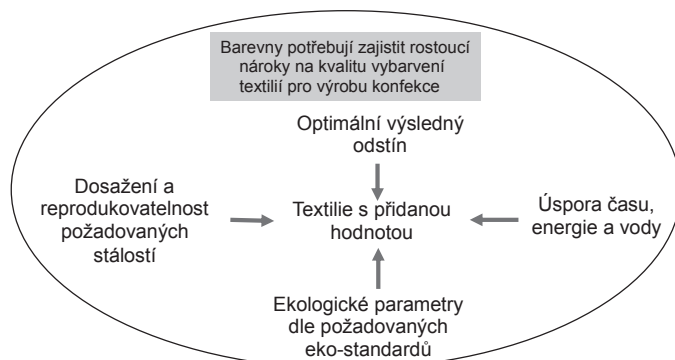 Barevny potřebují zajistit rostoucí
nároky na kvalitu vybarvení
textilií pro výrobu konfekce
Optimální výsledný
odstín
Dosažení a
reprodukovatelnost
požadovaných
stálostí
Textilie s přidanou
hodnotou
Úspora času,
energie a vody
Ekologické parametry
dle požadovaných
eko-standardů